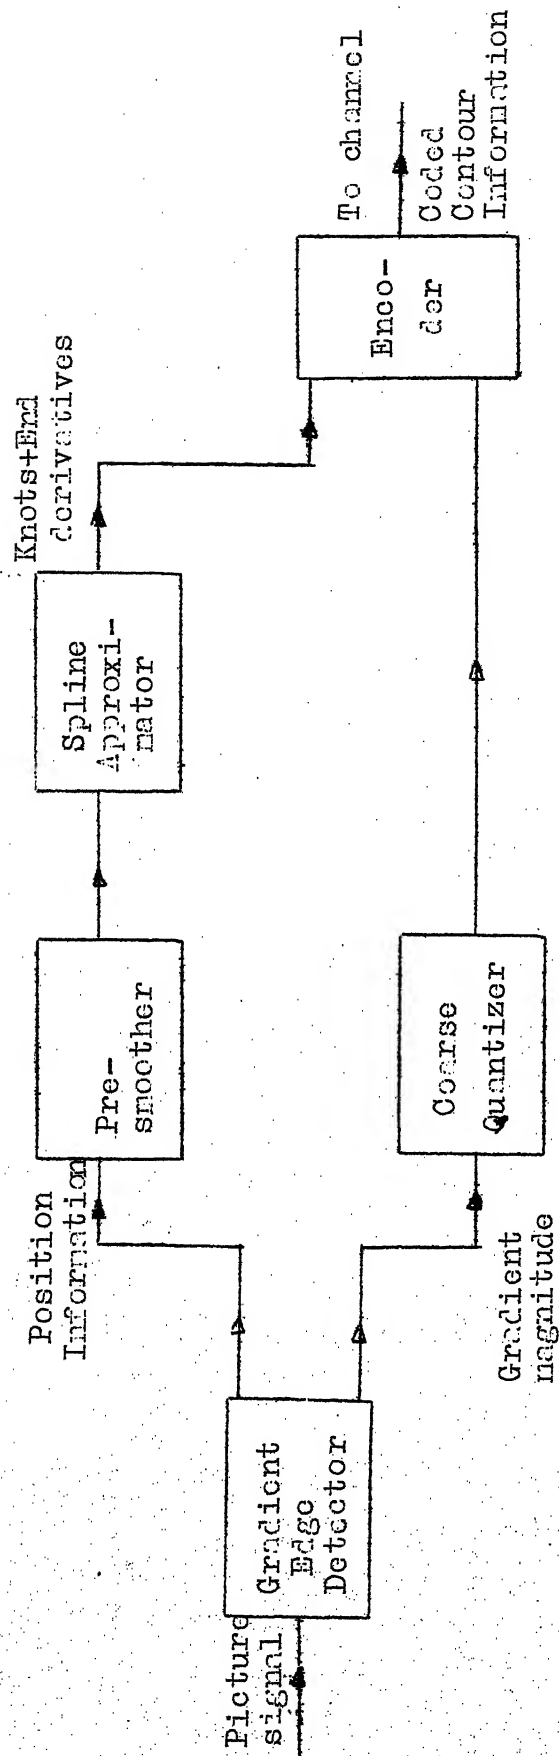 Picture
signal
Gradient
Edge
Detector
Position
Information
Pre-
smoother
Spline
Approxi-
mator
Knots+End
derivatives
Gradient
magnitude
Coarse
Quantizer
Enco-
der
To channel
Coded
Contour
Information